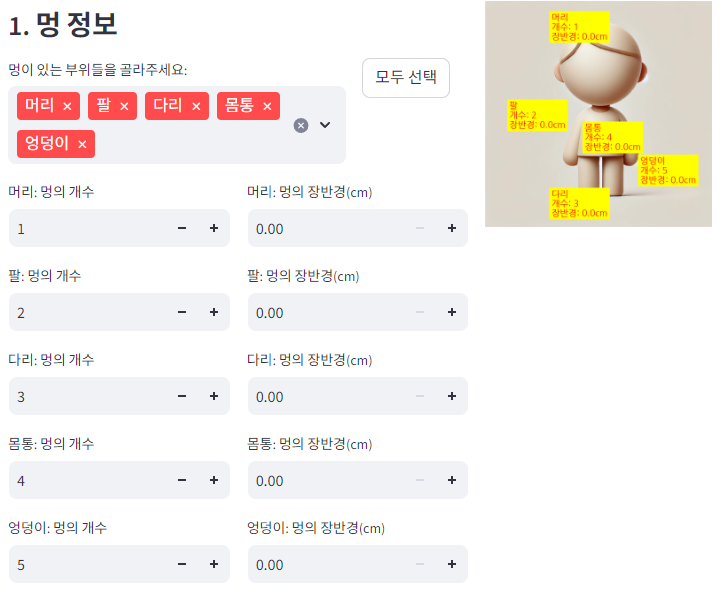 1. 멍 정보
멍이 있는 부위들을 골라주세요:
모두 선택
머리 × 팔 × 다리 × 몸통 ×
엉덩이 ×
머리: 멍의 개수
머리: 멍의 장반경(cm)
1
0.00
팔: 멍의 개수
팔: 멍의 장반경(cm)
2
0.00
다리: 멍의 개수
다리: 멍의 장반경(cm)
3
0.00
몸통: 멍의 개수
몸통: 멍의 장반경(cm)
4
0.00
엉덩이: 멍의 개수
엉덩이: 멍의 장반경(cm)
5
0.00
머리
개수: 1
장반경: 0.0cm
팔
개수: 2
장반경: 0.0cm
몸통
개수: 4
장반경: 0.0cm
엉덩이
개수: 5
장반경: 0.0cm
다리
개수: 3
장반경: 0.0cm